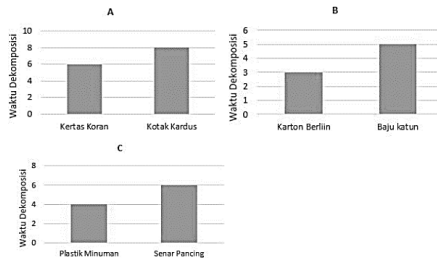 A
Waktu Dekomposisi
10
8
6
4
2
0
Kertas Koran
Kotak Kardus
B
Waktu Dekomposisi
6
5
4
3
2
1
0
Karton Berliin
Baju katun
C
Waktu Dekomposisi
8
6
4
2
0
Plastik Minuman
Senar Pancing